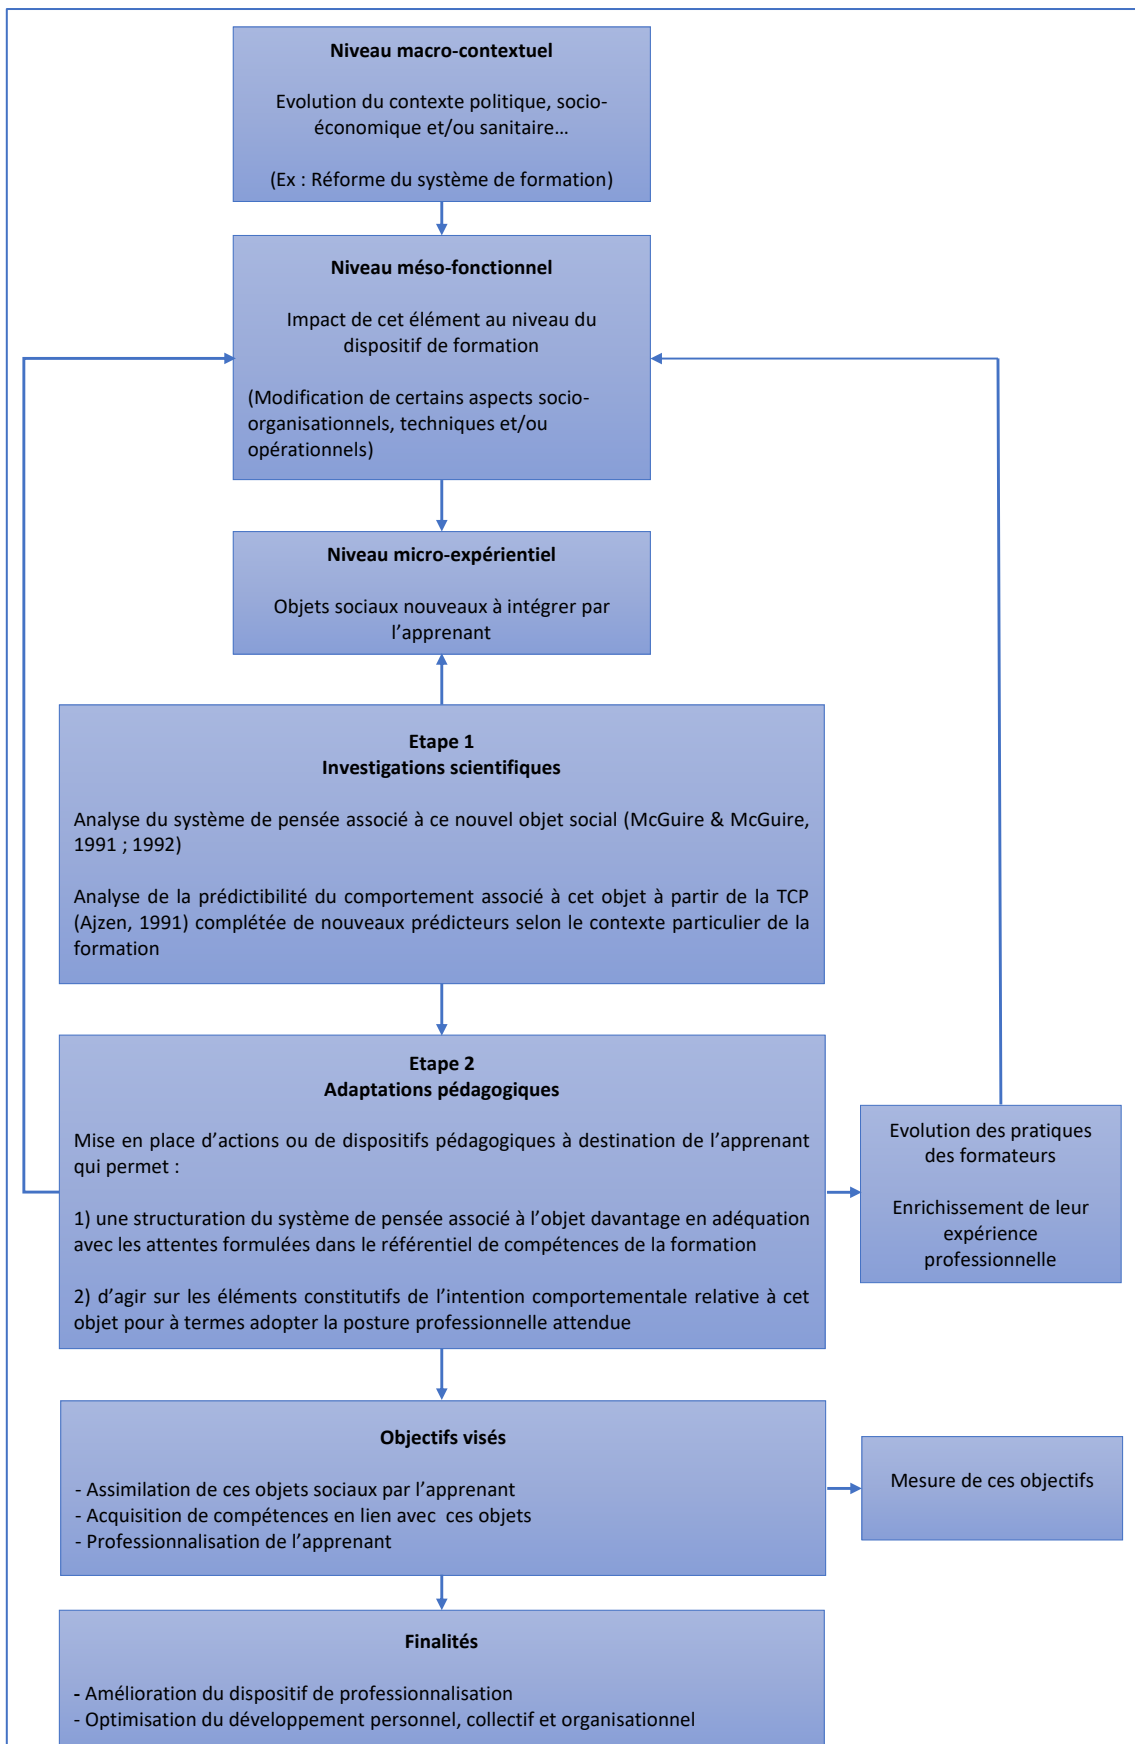 Niveau macro-contextuel
Evolution du contexte politique, socio-
économique et/ou sanitaire…
(Ex : Réforme du système de formation)
Niveau méso-fonctionnel
Impact de cet élément au niveau du
dispositif de formation
(Modification de certains aspects socio-
organisationnels, techniques et/ou
opérationnels)
Niveau micro-expérientiel
Objets sociaux nouveaux à intégrer par
l’apprenant
Etape 1
Investigations scientifiques
Analyse du système de pensée associé à ce nouvel objet social (McGuire & McGuire,
1991 ; 1992)
Analyse de la prédictibilité du comportement associé à cet objet à partir de la TCP
(Ajzen, 1991) complétée de nouveaux prédicteurs selon le contexte particulier de la
formation
Etape 2
Adaptations pédagogiques
Mise en place d’actions ou de dispositifs pédagogiques à destination de l’apprenant
qui permet :
1) une structuration du système de pensée associé à l’objet davantage en adéquation
avec les attentes formulées dans le référentiel de compétences de la formation
2) d’agir sur les éléments constitutifs de l’intention comportementale relative à cet
objet pour à termes adopter la posture professionnelle attendue
Evolution des pratiques
des formateurs
Enrichissement de leur
expérience
professionnelle
Objectifs visés
- Assimilation de ces objets sociaux par l’apprenant
- Acquisition de compétences en lien avec ces objets
- Professionnalisation de l’apprenant
Mesure de ces objectifs
Finalités
- Amélioration du dispositif de professionnalisation
- Optimisation du développement personnel, collectif et organisationnel